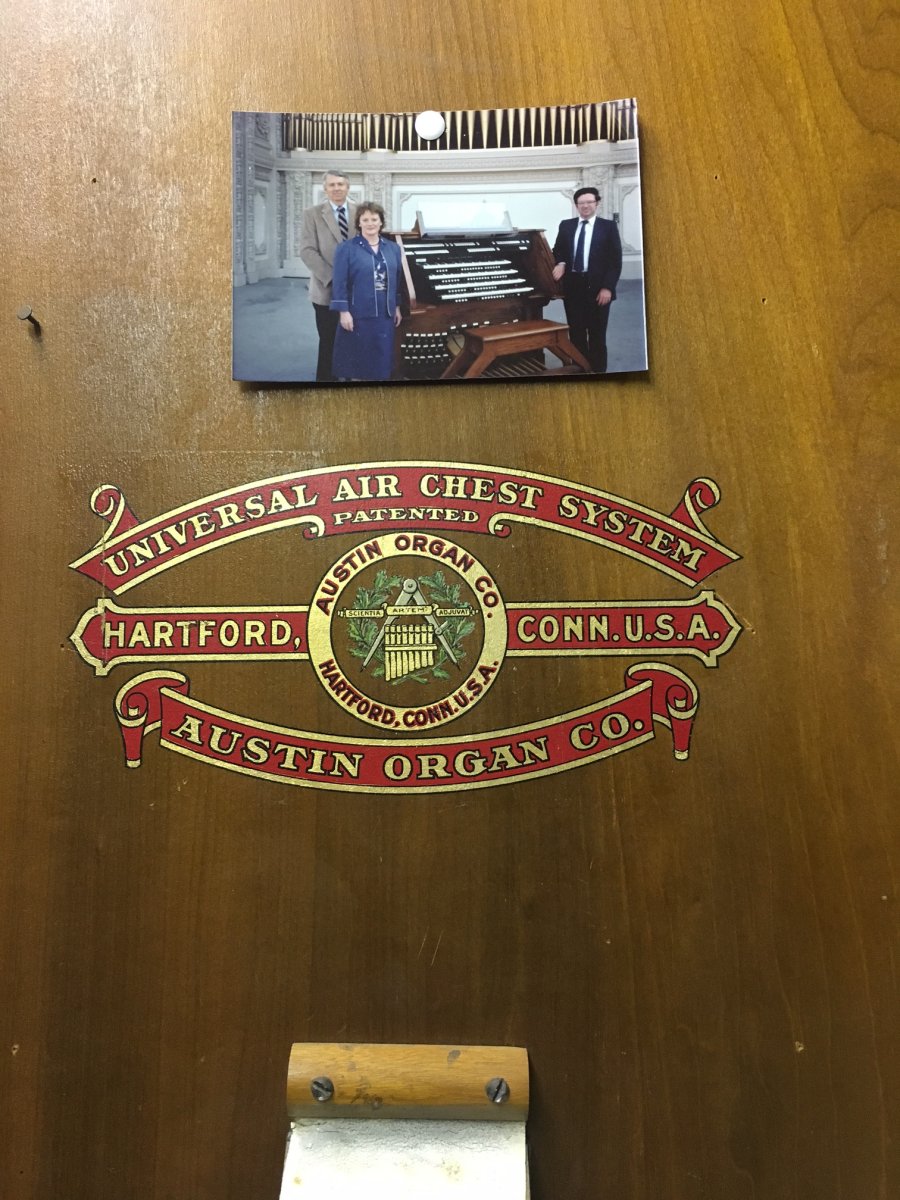 UNIVERSAL AIR CHEST SYSTEM
PATENTED
AUSTIN ORGAN CO.
SCIENTIA ARTEM ADJUVAT
HARTFORD, CONN. U.S.A.
HARTFORD, CONN. U.S.A.
AUSTIN ORGAN CO.